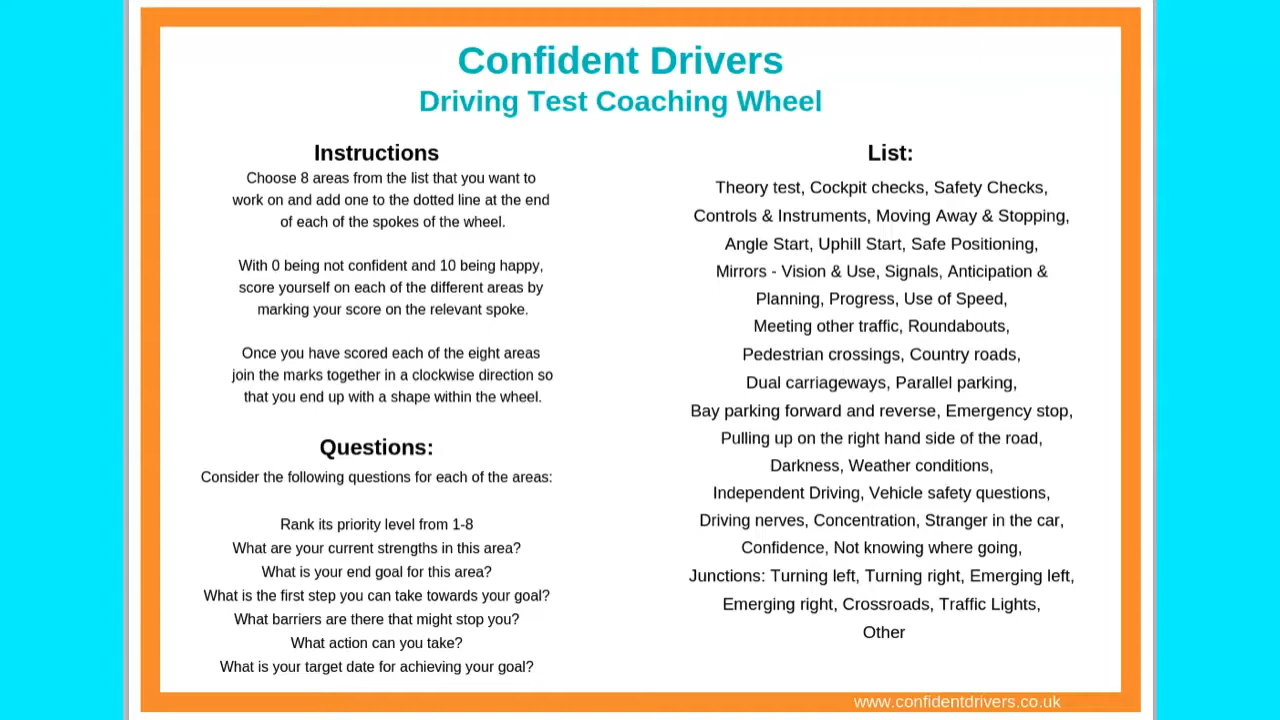 Confident Drivers
Driving Test Coaching Wheel
Instructions
Choose 8 areas from the list that you want to
work on and add one to the dotted line at the end
of each of the spokes of the wheel.
With 0 being not confident and 10 being happy,
score yourself on each of the different areas by
marking your score on the relevant spoke.
Once you have scored each of the eight areas
join the marks together in a clockwise direction so
that you end up with a shape within the wheel.
Questions:
Consider the following questions for each of the areas:
Rank its priority level from 1-8
What are your current strengths in this area?
What is your end goal for this area?
What is the first step you can take towards your goal?
What barriers are there that might stop you?
What action can you take?
What is your target date for achieving your goal?
List:
Theory test, Cockpit checks, Safety Checks,
Controls & Instruments, Moving Away & Stopping,
Angle Start, Uphill Start, Safe Positioning,
Mirrors - Vision & Use, Signals, Anticipation &
Planning, Progress, Use of Speed,
Meeting other traffic, Roundabouts,
Pedestrian crossings, Country roads,
Dual carriageways, Parallel parking,
Bay parking forward and reverse, Emergency stop,
Pulling up on the right hand side of the road,
Darkness, Weather conditions,
Independent Driving, Vehicle safety questions,
Driving nerves, Concentration, Stranger in the car,
Confidence, Not knowing where going,
Junctions: Turning left, Turning right, Emerging left,
Emerging right, Crossroads, Traffic Lights,
Other
www.confidentdrivers.co.uk